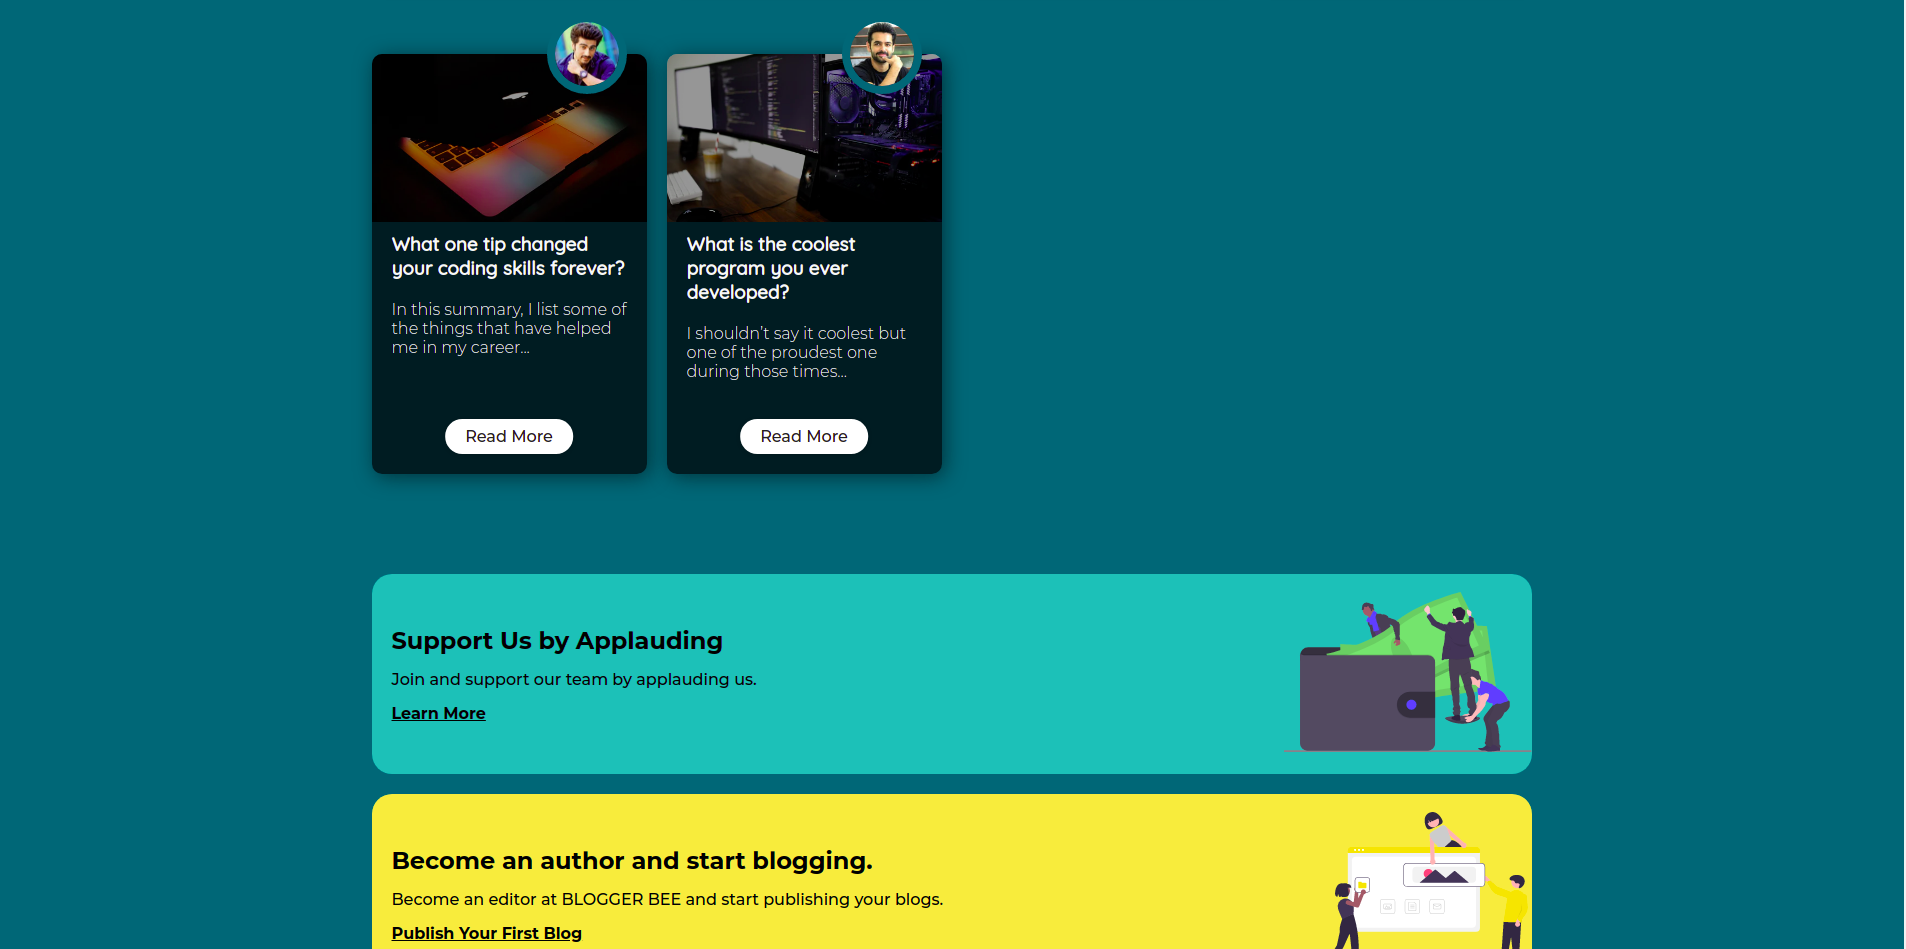 What one tip changed
your coding skills forever?
In this summary, I list some of
the things that have helped
me in my career...
Read More
What is the coolest
program you ever
developed?
I shouldn’t say it coolest but
one of the proudest one
during those times...
Read More
Support Us by Applauding
Join and support our team by applauding us.
Learn More
Become an author and start blogging.
Become an editor at BLOGGER BEE and start publishing your blogs.
Publish Your First Blog